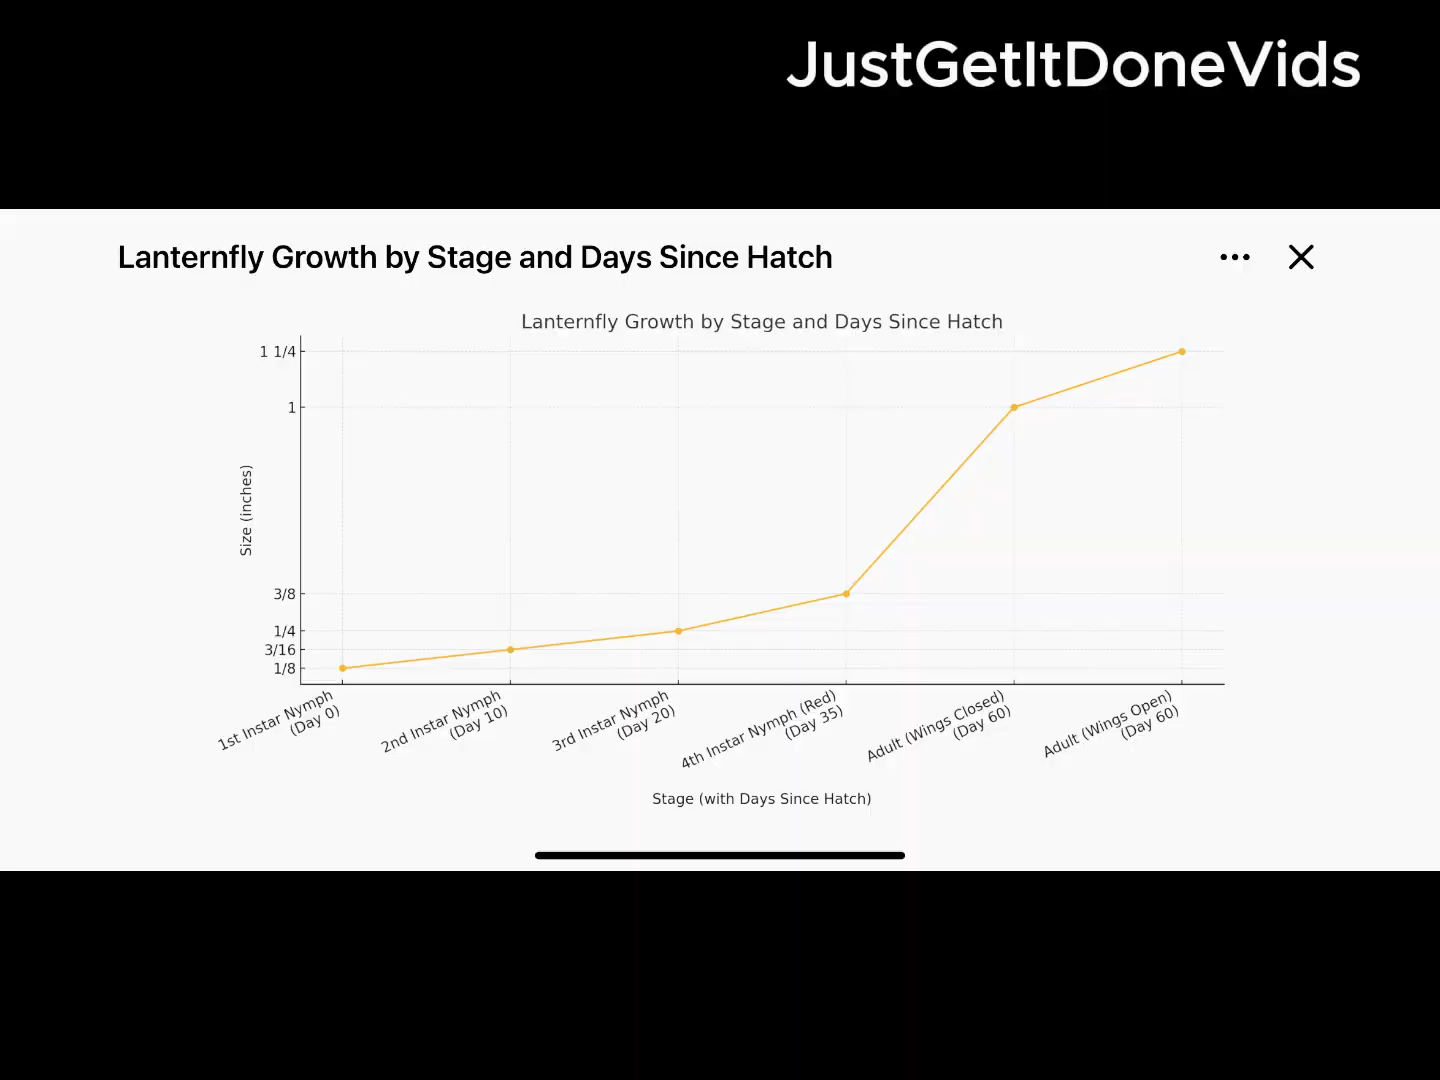 JustGetItDoneVids
Lanternfly Growth by Stage and Days Since Hatch
Lanternfly Growth by Stage and Days Since Hatch
1 1/4
1
3/8
1/4
3/16
1/8
Size (inches)
1st Instar Nymph
(Day 0)
2nd Instar Nymph
(Day 10)
3rd Instar Nymph
(Day 20)
4th Instar Nymph (Red)
(Day 35)
Adult (Wings Closed)
(Day 60)
Adult (Wings Open)
(Day 60)
Stage (with Days Since Hatch)